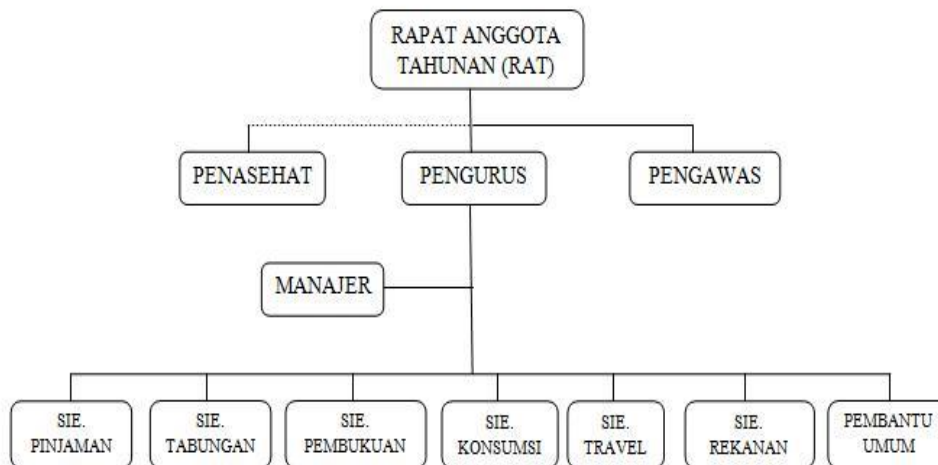 RAPAT ANGGOTA
TAHUNAN (RAT)
PENASEHAT
PENGURUS
PENGAWAS
MANAJER
SIE.
PINJAMAN
SIE.
TABUNGAN
SIE.
PEMBUKUAN
SIE.
KONSUMSI
SIE.
TRAVEL
SIE.
REKANAN
PEMBANTU
UMUM